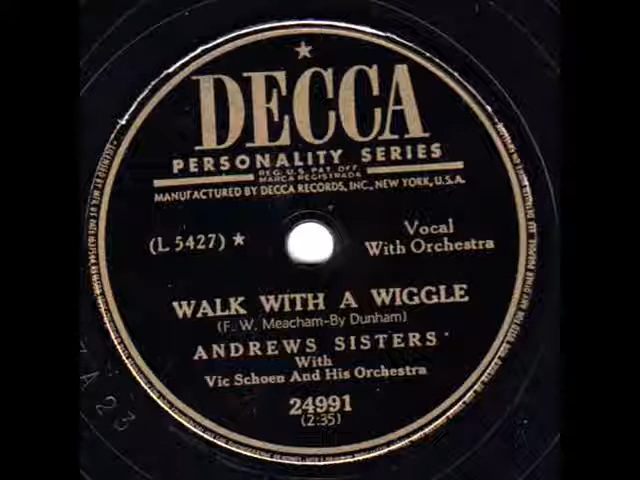 DECCA
PERSONALITY SERIES
REG. U.S. PAT. OFF.
MARCA REGISTRADA
MANUFACTURED BY DECCA RECORDS, INC., NEW YORK, U.S.A.
(L 5427) ★
Vocal
With Orchestra
WALK WITH A WIGGLE
(F. W. Meacham-By Dunham)
ANDREWS SISTERS
With
Vic Schoen And His Orchestra
24991
(2:35)
A 23